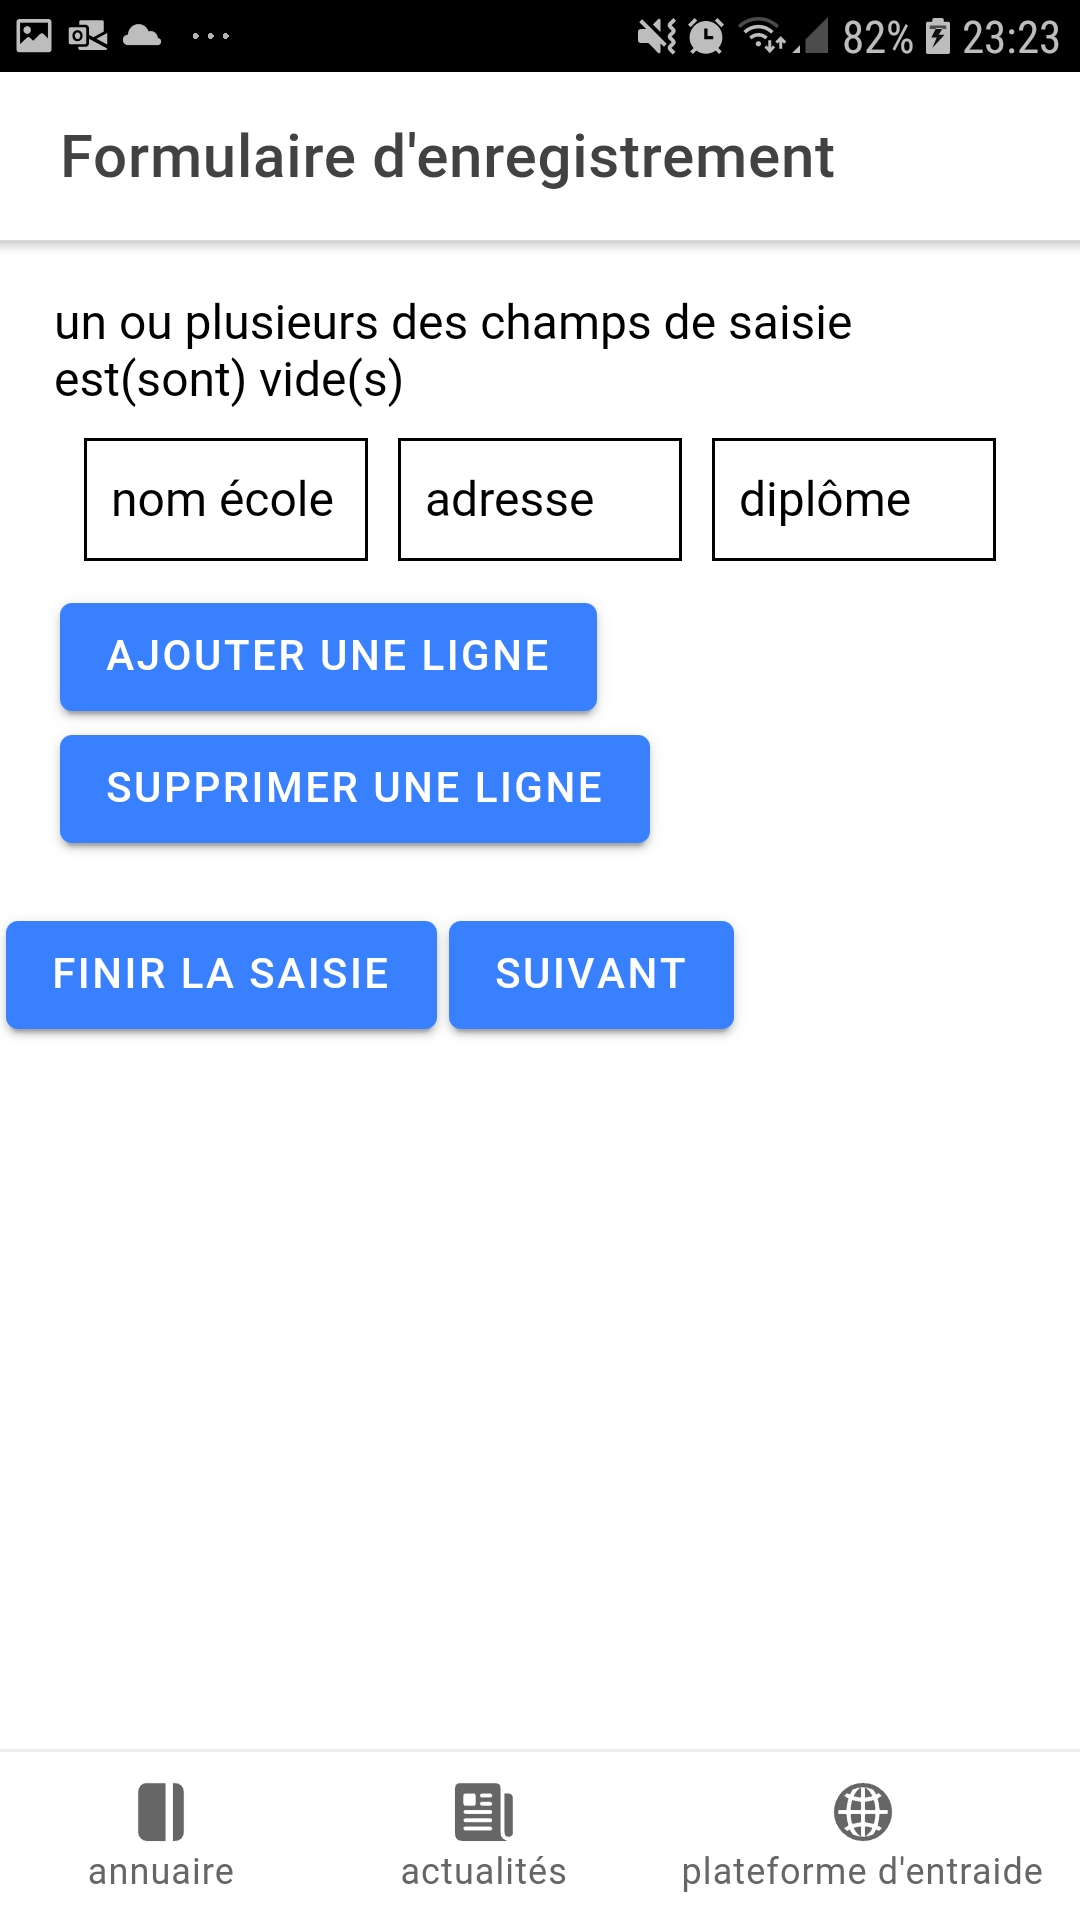 82% 23:23
Formulaire d'enregistrement
un ou plusieurs des champs de saisie
est(sont) vide(s)
nom école adresse diplôme
AJOUTER UNE LIGNE
SUPPRIMER UNE LIGNE
FINIR LA SAISIE SUIVANT
annuaire actualités plateforme d'entraide